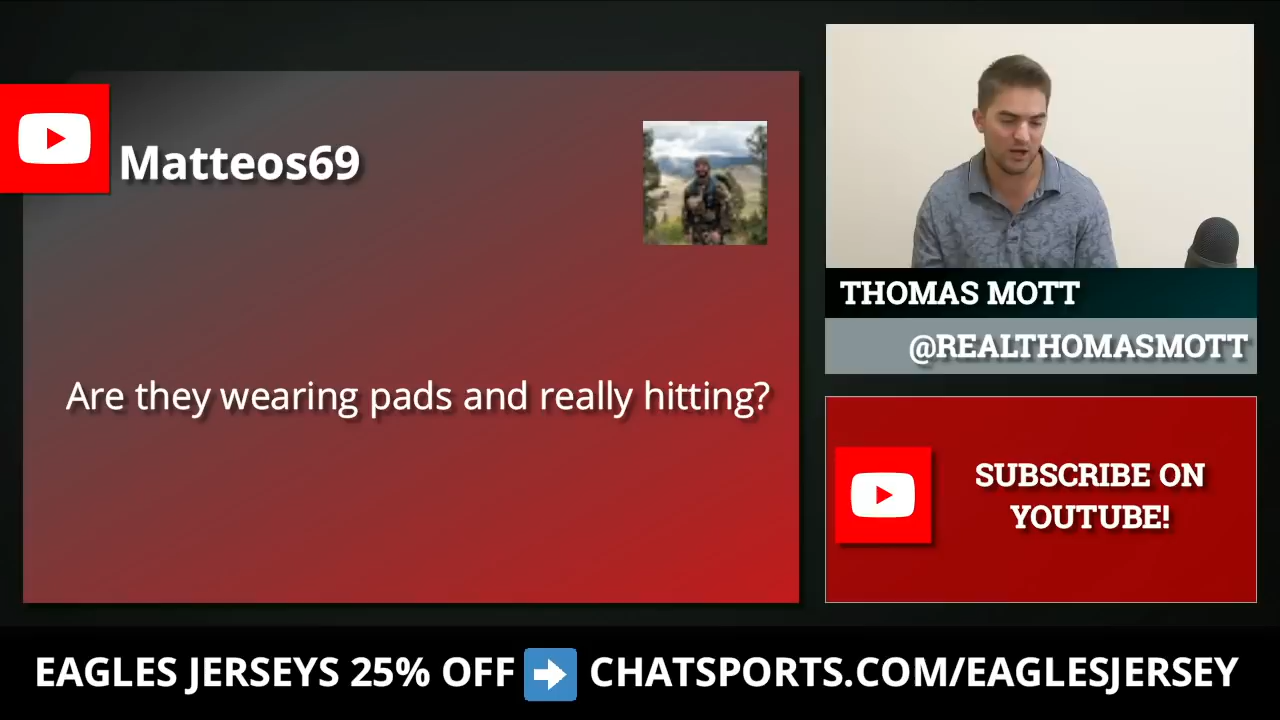 Matteos69
Are they wearing pads and really hitting?
THOMAS MOTT
@REALTHOMASMOTT
SUBSCRIBE ON
YOUTUBE!
EAGLES JERSEYS 25% OFF ➡ CHATSPORTS.COM/EAGLESJERSEY